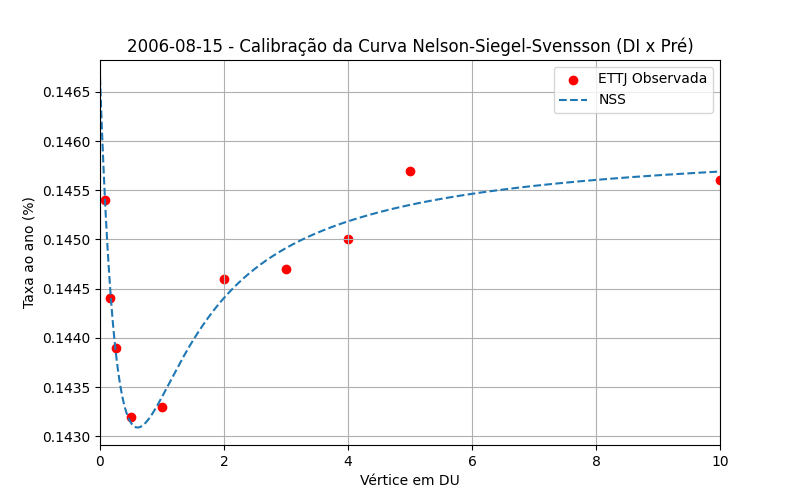 2006-08-15 - Calibração da Curva Nelson-Siegel-Svensson (DI x Pré)
ETTJ Observada
NSS
Taxa ao ano (%)
0.1465
0.1460
0.1455
0.1450
0.1445
0.1440
0.1435
0.1430
0 2 4 6 8 10
Vértice em DU